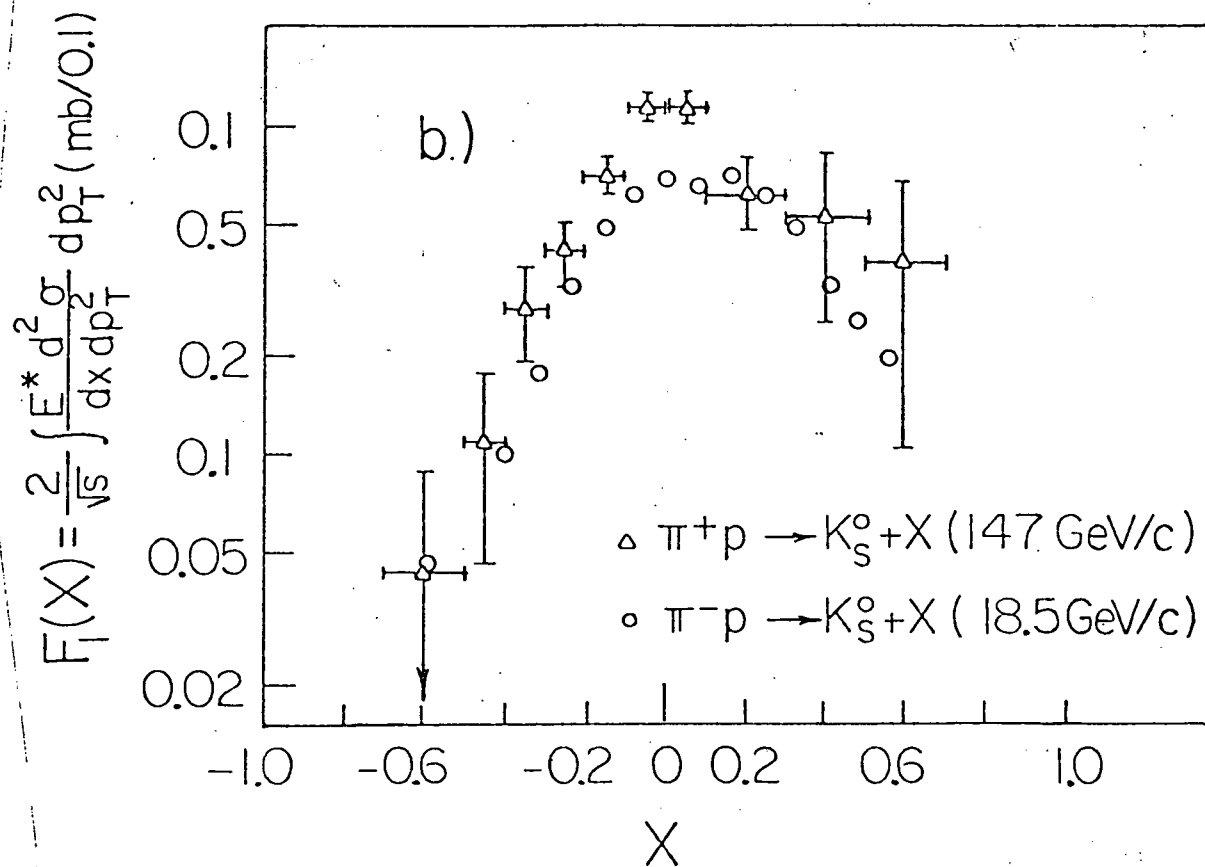 F₁(X) = 2/√s ∫ E* d²σ/dx dp_T² dp_T² (mb/0.1)
b.)
0.1
0.5
0.2
0.1
0.05
0.02
△ π⁺p → K°_S + X (147 GeV/c)
○ π⁻p → K°_S + X ( 18.5 GeV/c)
-1.0 -0.6 -0.2 0 0.2 0.6 1.0
X